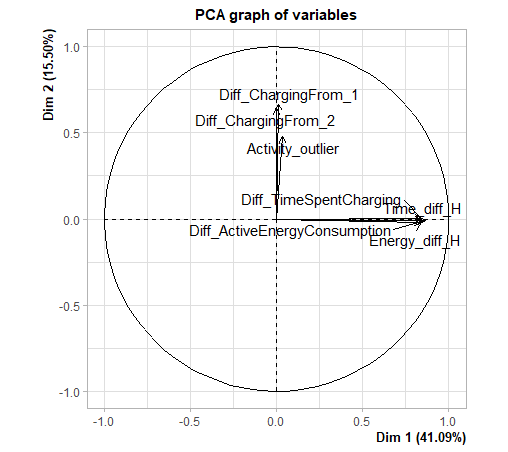 PCA graph of variables
Dim 2 (15.50%)
1.0
0.5
0.0
-0.5
-1.0
Diff_ChargingFrom_1
Diff_ChargingFrom_2
Activity_outlier
Diff_TimeSpentCharging
Time_diff_H
Diff_ActiveEnergyConsumption
Energy_diff_H
-1.0
-0.5
0.0
0.5
1.0
Dim 1 (41.09%)